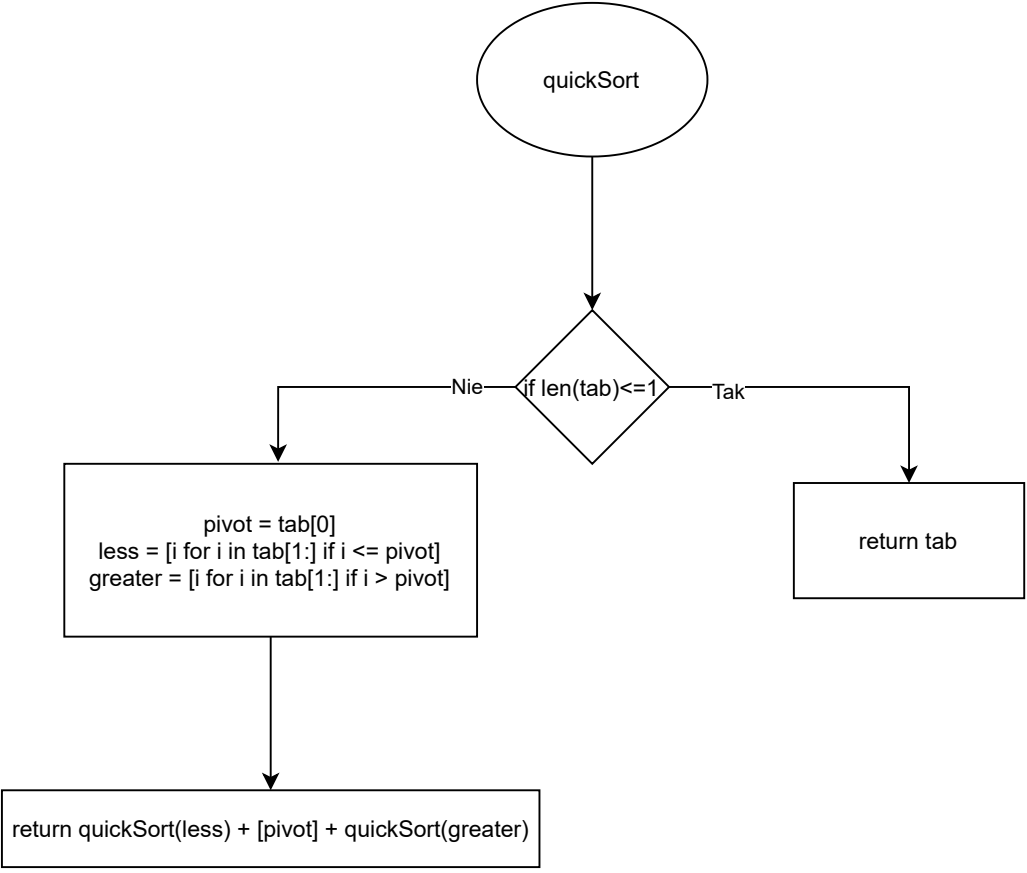 quickSort
if len(tab)<=1
Nie
Tak
pivot = tab[0]
less = [i for i in tab[1:] if i <= pivot]
greater = [i for i in tab[1:] if i > pivot]
return tab
return quickSort(less) + [pivot] + quickSort(greater)